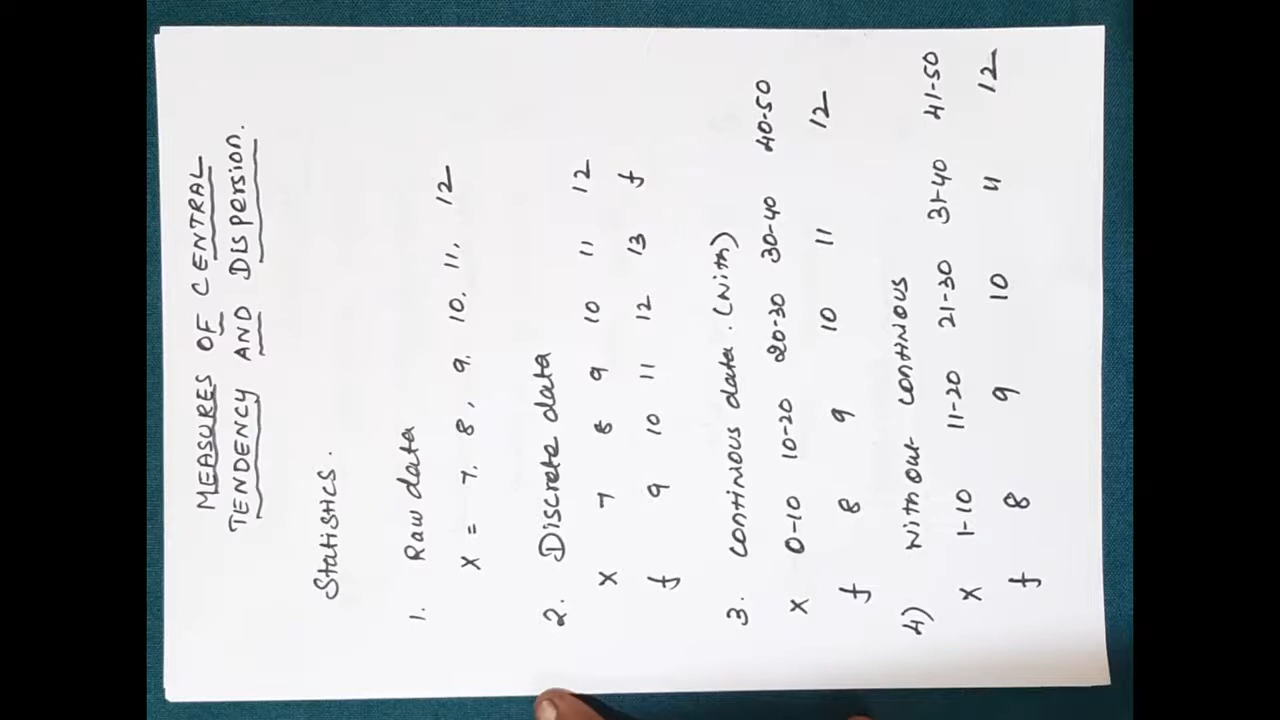 MEASURES OF CENTRAL
TENDENCY AND DISPERSION.
Statistics.
1. Raw data
X = 7, 8, 9, 10, 11, 12
2. Discrete data
X 7 8 9 10 11 12
f 9 10 11 12 13 f
3. continuous data. (With)
X 0-10 10-20 20-30 30-40 40-50
f 8 9 10 11 12
4) without continuous
X 1-10 11-20 21-30 31-40 41-50
f 8 9 10 11 12